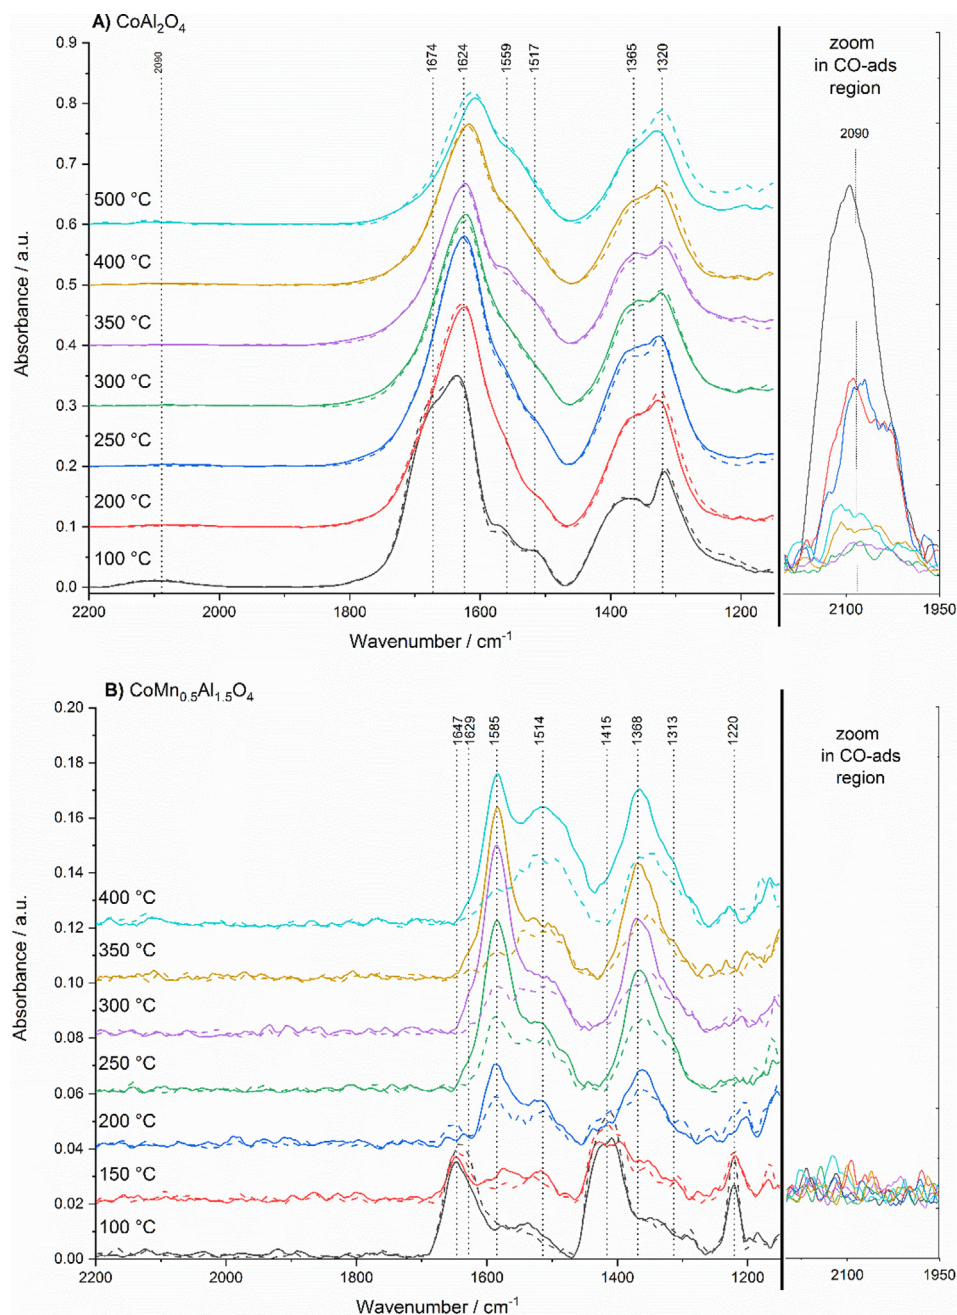 A) CoAl2O4
0.9
0.8
0.7
0.6
0.5
0.4
0.3
0.2
0.1
0.0
Absorbance / a.u.
2090
1674
1624
1559
1517
1365
1320
500 °C
400 °C
350 °C
300 °C
250 °C
200 °C
100 °C
2200
2000
1800
1600
1400
1200
Wavenumber / cm-1
zoom
in CO-ads
region
2090
2100
1950
B) CoMn0.5Al1.5O4
0.20
0.18
0.16
0.14
0.12
0.10
0.08
0.06
0.04
0.02
0.00
Absorbance / a.u.
1647
1629
1585
1514
1415
1368
1313
1220
400 °C
350 °C
300 °C
250 °C
200 °C
150 °C
100 °C
2200
2000
1800
1600
1400
1200
Wavenumber / cm-1
zoom
in CO-ads
region
2100
1950